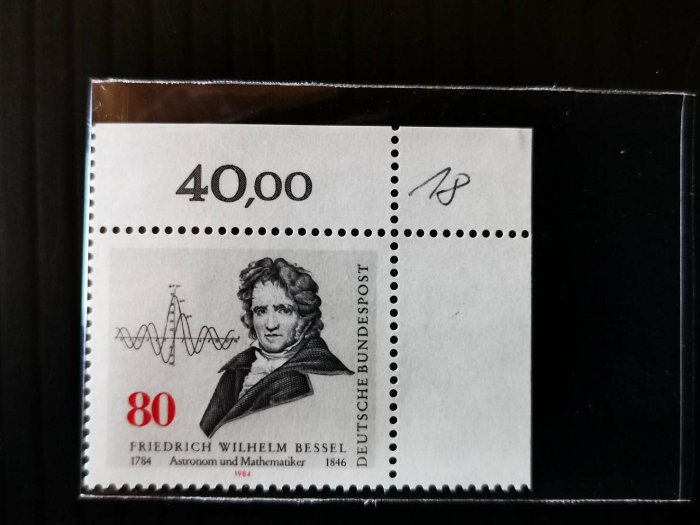 40,00
18
80
DEUTSCHE BUNDESPOST
FRIEDRICH WILHELM BESSEL
1784 Astronom und Mathematiker 1846
1984